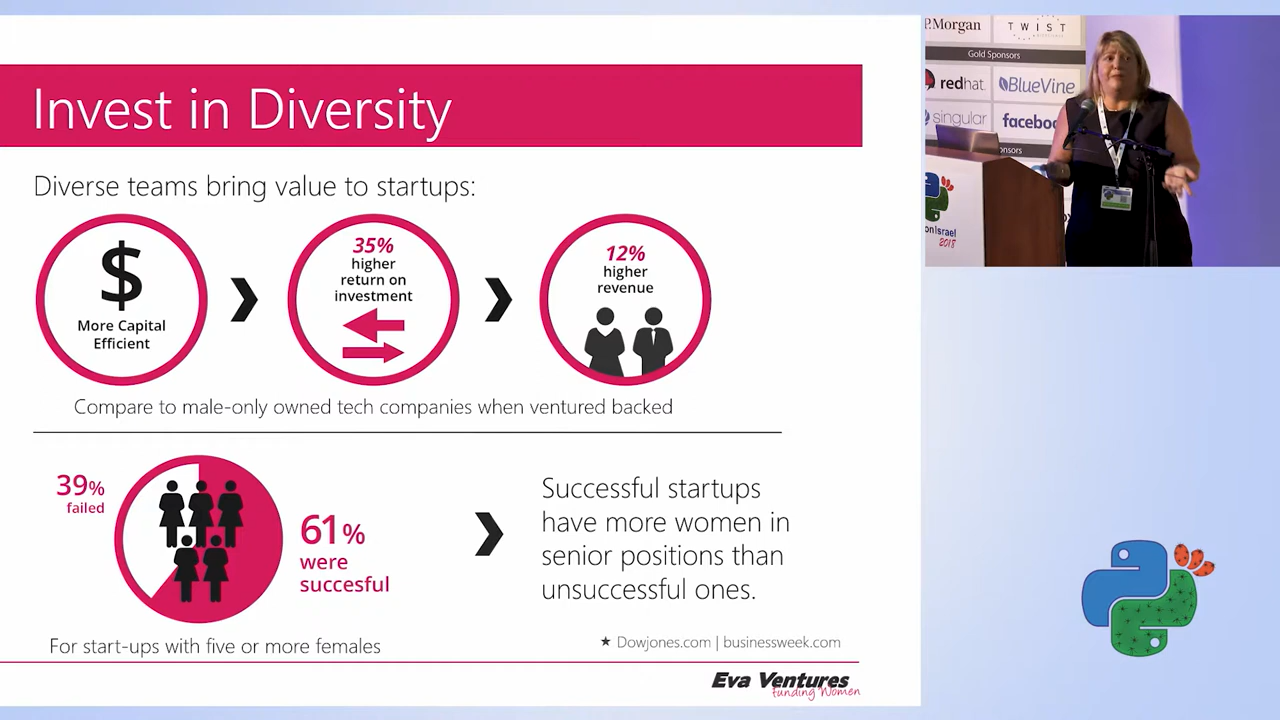 Invest in Diversity
Diverse teams bring value to startups:
$
More Capital
Efficient
35%
higher
return on
investment
12%
higher
revenue
Compare to male-only owned tech companies when ventured backed
39%
failed
61%
were
succesful
For start-ups with five or more females
Successful startups
have more women in
senior positions than
unsuccessful ones.
★ Dowjones.com | businessweek.com
Eva Ventures
funding Women
P.Morgan
TWIST
Gold Sponsors
redhat.
BlueVine
singular
2018